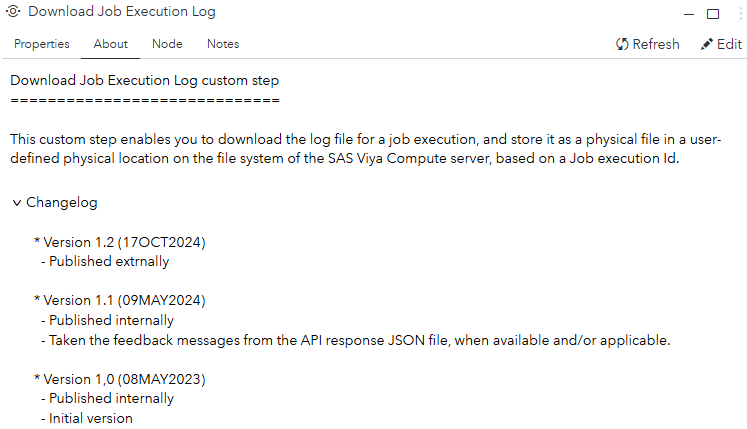 Download Job Execution Log
Properties About Node Notes Refresh Edit
Download Job Execution Log custom step
==============================
This custom step enables you to download the log file for a job execution, and store it as a physical file in a user-
defined physical location on the file system of the SAS Viya Compute server, based on a Job execution Id.
Changelog
* Version 1.2 (17OCT2024)
- Published extrnally
* Version 1.1 (09MAY2024)
- Published internally
- Taken the feedback messages from the API response JSON file, when available and/or applicable.
* Version 1,0 (08MAY2023)
- Published internally
- Initial version